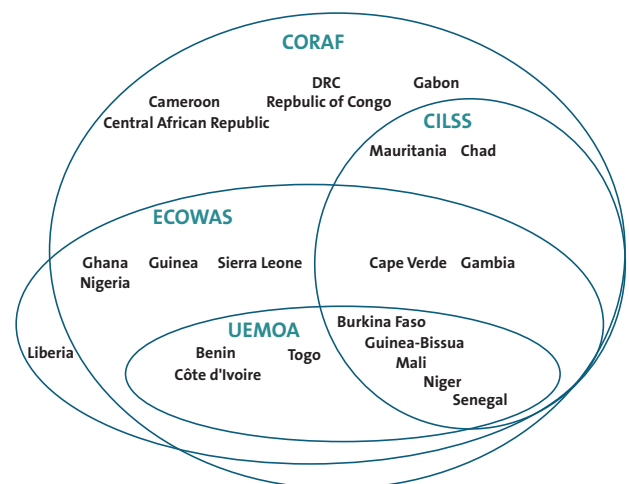 CORAF
DRC
Gabon
Cameroon
Repbulic of Congo
Central African Republic
CILSS
Mauritania Chad
ECOWAS
Ghana Guinea Sierra Leone
Cape Verde Gambia
Nigeria
Burkina Faso
UEMOA
Guinea-Bissua
Liberia
Benin
Togo
Mali
Côte d'Ivoire
Niger
Senegal